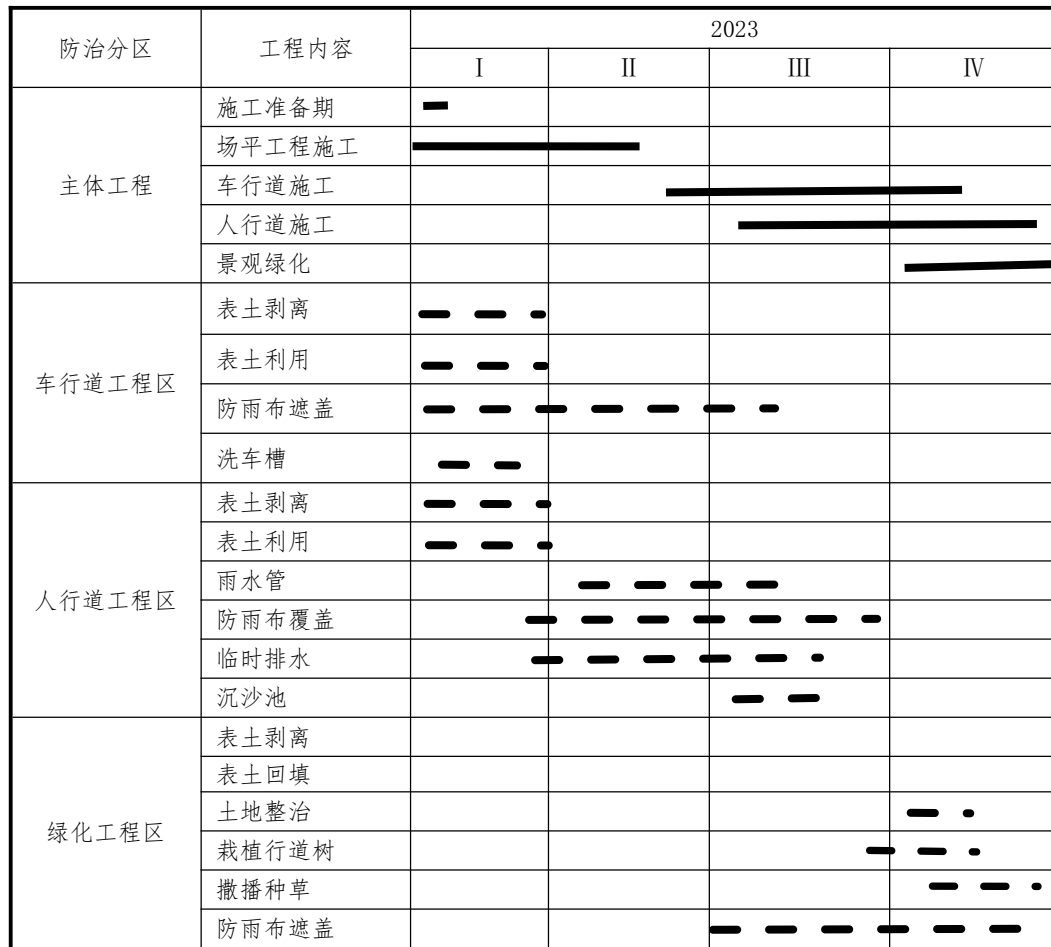 防治分区 工程内容 2023
Ⅰ Ⅱ Ⅲ Ⅳ
主体工程
施工准备期
场平工程施工
车行道施工
人行道施工
景观绿化
车行道工程区
表土剥离
表土利用
防雨布遮盖
洗车槽
人行道工程区
表土剥离
表土利用
雨水管
防雨布覆盖
临时排水
沉沙池
绿化工程区
表土剥离
表土回填
土地整治
栽植行道树
撒播种草
防雨布遮盖